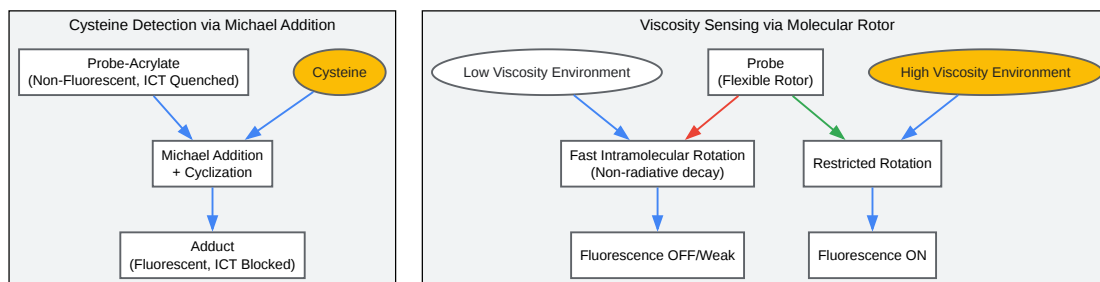 Cysteine Detection via Michael Addition
Probe-Acrylate
(Non-Fluorescent, ICT Quenched)
Cysteine
Michael Addition
+ Cyclization
Adduct
(Fluorescent, ICT Blocked)
Viscosity Sensing via Molecular Rotor
Low Viscosity Environment
Probe
(Flexible Rotor)
High Viscosity Environment
Fast Intramolecular Rotation
(Non-radiative decay)
Restricted Rotation
Fluorescence OFF/Weak
Fluorescence ON